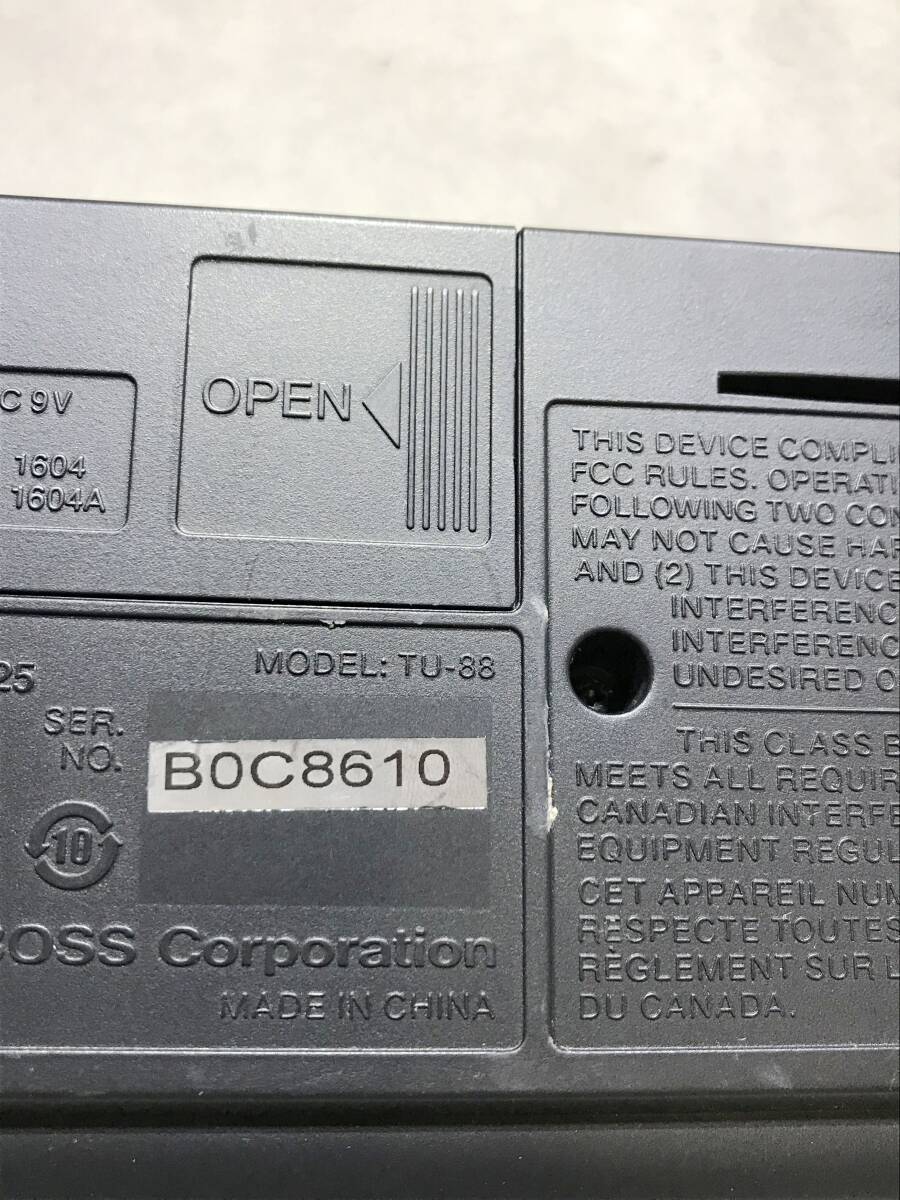 OPEN
C 9V
1604
1604A
25
MODEL: TU-88
SER.
NO.
B0C8610
10
BOSS Corporation
MADE IN CHINA
THIS DEVICE COMPLI
FCC RULES. OPERATI
FOLLOWING TWO CON
MAY NOT CAUSE HAR
AND (2) THIS DEVICE
INTERFERENC
INTERFERENC
UNDESIRED O
THIS CLASS B
MEETS ALL REQUIR
CANADIAN INTERFE
EQUIPMENT REGUL
CET APPAREIL NUM
RESPECTE TOUTES
RÈGLEMENT SUR L
DU CANADA.